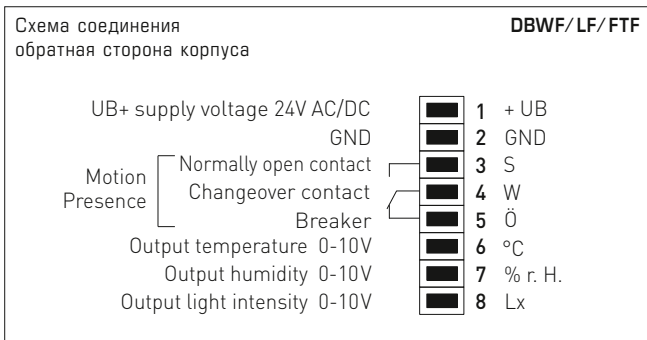 Схема соединения
обратная сторона корпуса
DBWF/LF/FTF
UB+ supply voltage 24V AC/DC 1 + UB
GND 2 GND
Motion
Presence
Normally open contact 3 S
Changeover contact 4 W
Breaker 5 Ö
Output temperature 0-10V 6 °C
Output humidity 0-10V 7 % r. H.
Output light intensity 0-10V 8 Lx